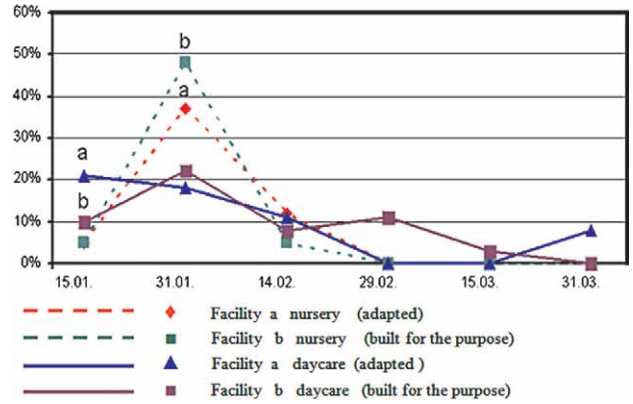 60%
b
50%
40%
a
30%
a
20%
b
10%
0%
15.01. 31.01. 14.02. 29.02. 15.03. 31.03.
Facility a nursery (adapted)
Facility b nursery (built for the purpose)
Facility a daycare (adapted )
Facility b daycare (built for the purpose)